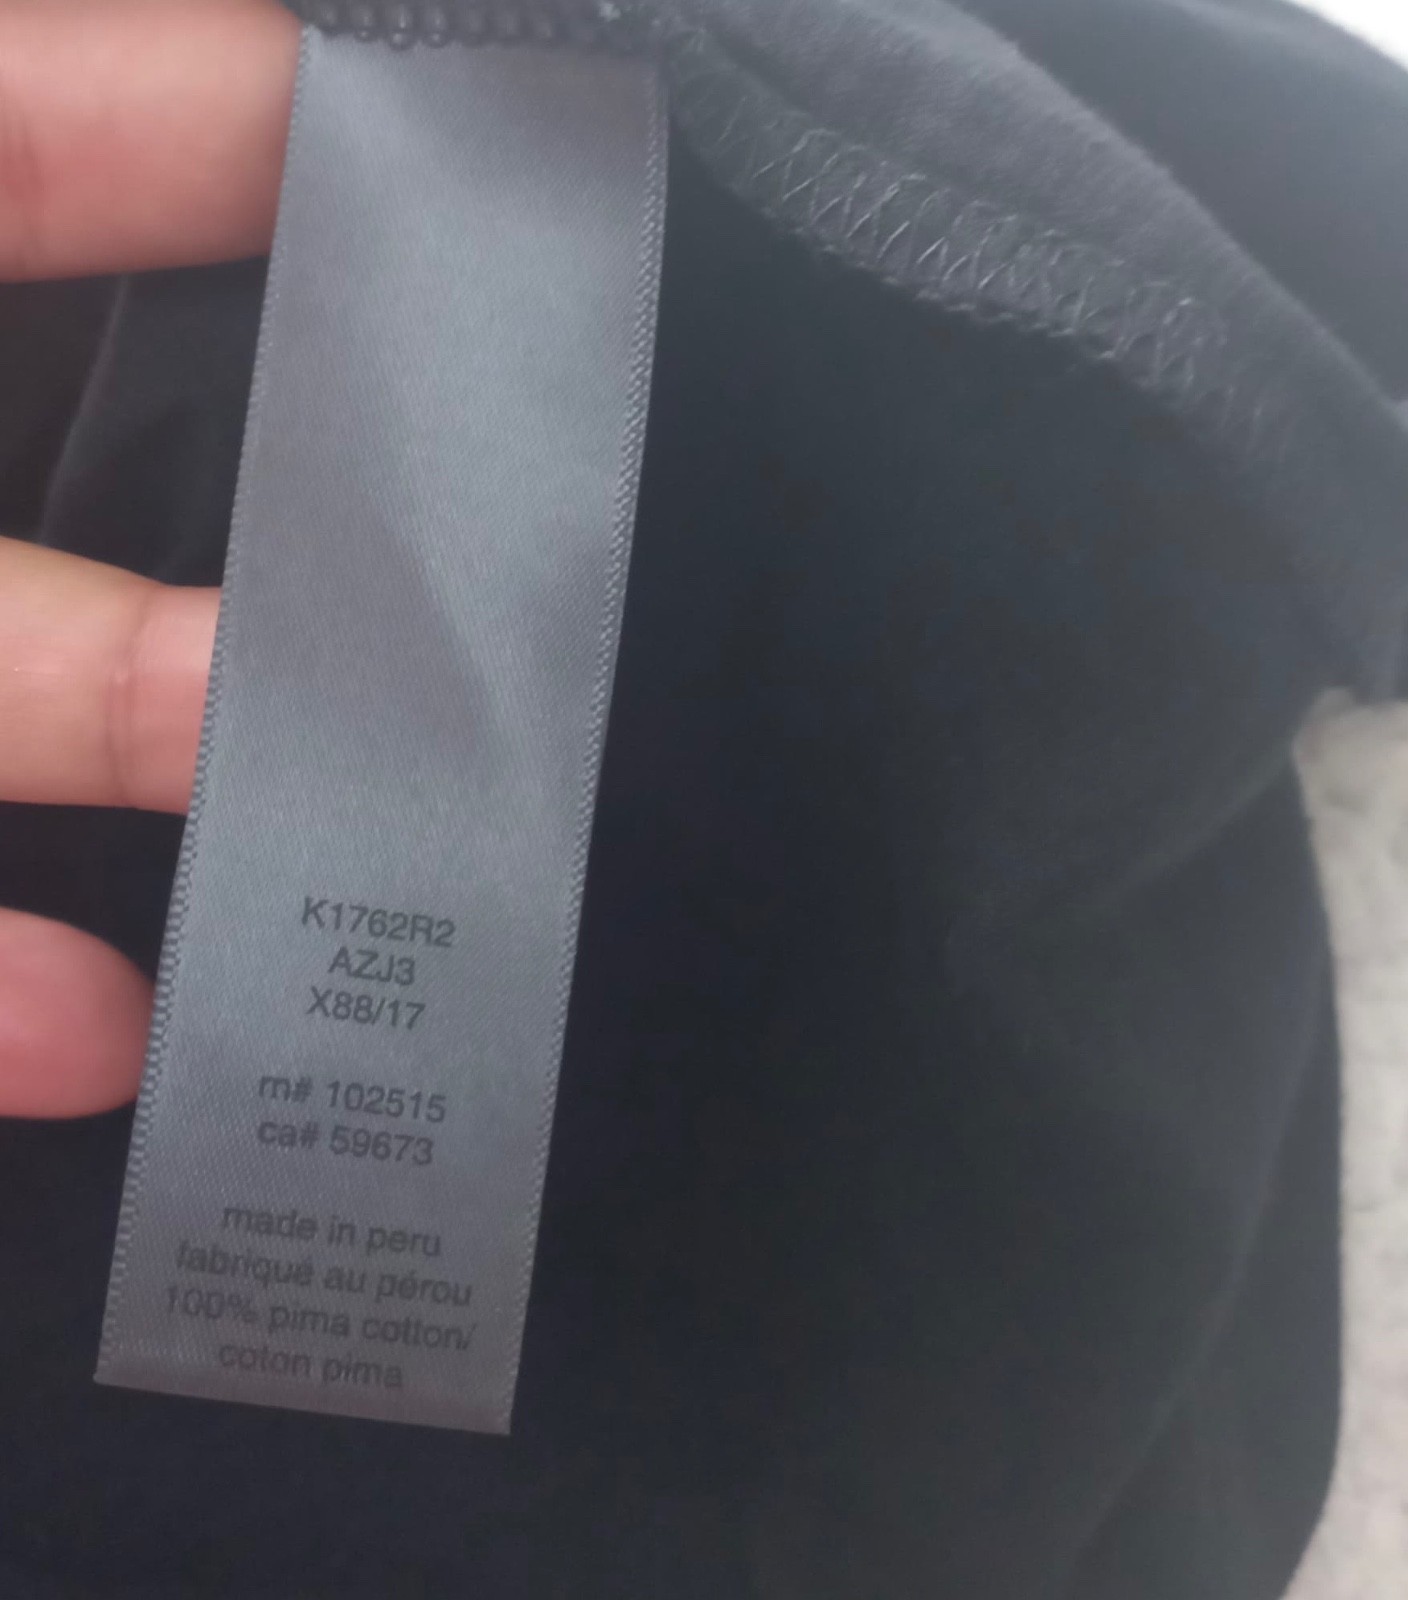 K1762R2
AZJ3
X88/17
rn# 102515
ca# 59673
made in peru
fabriqué au pérou
100% pima cotton/
coton pima